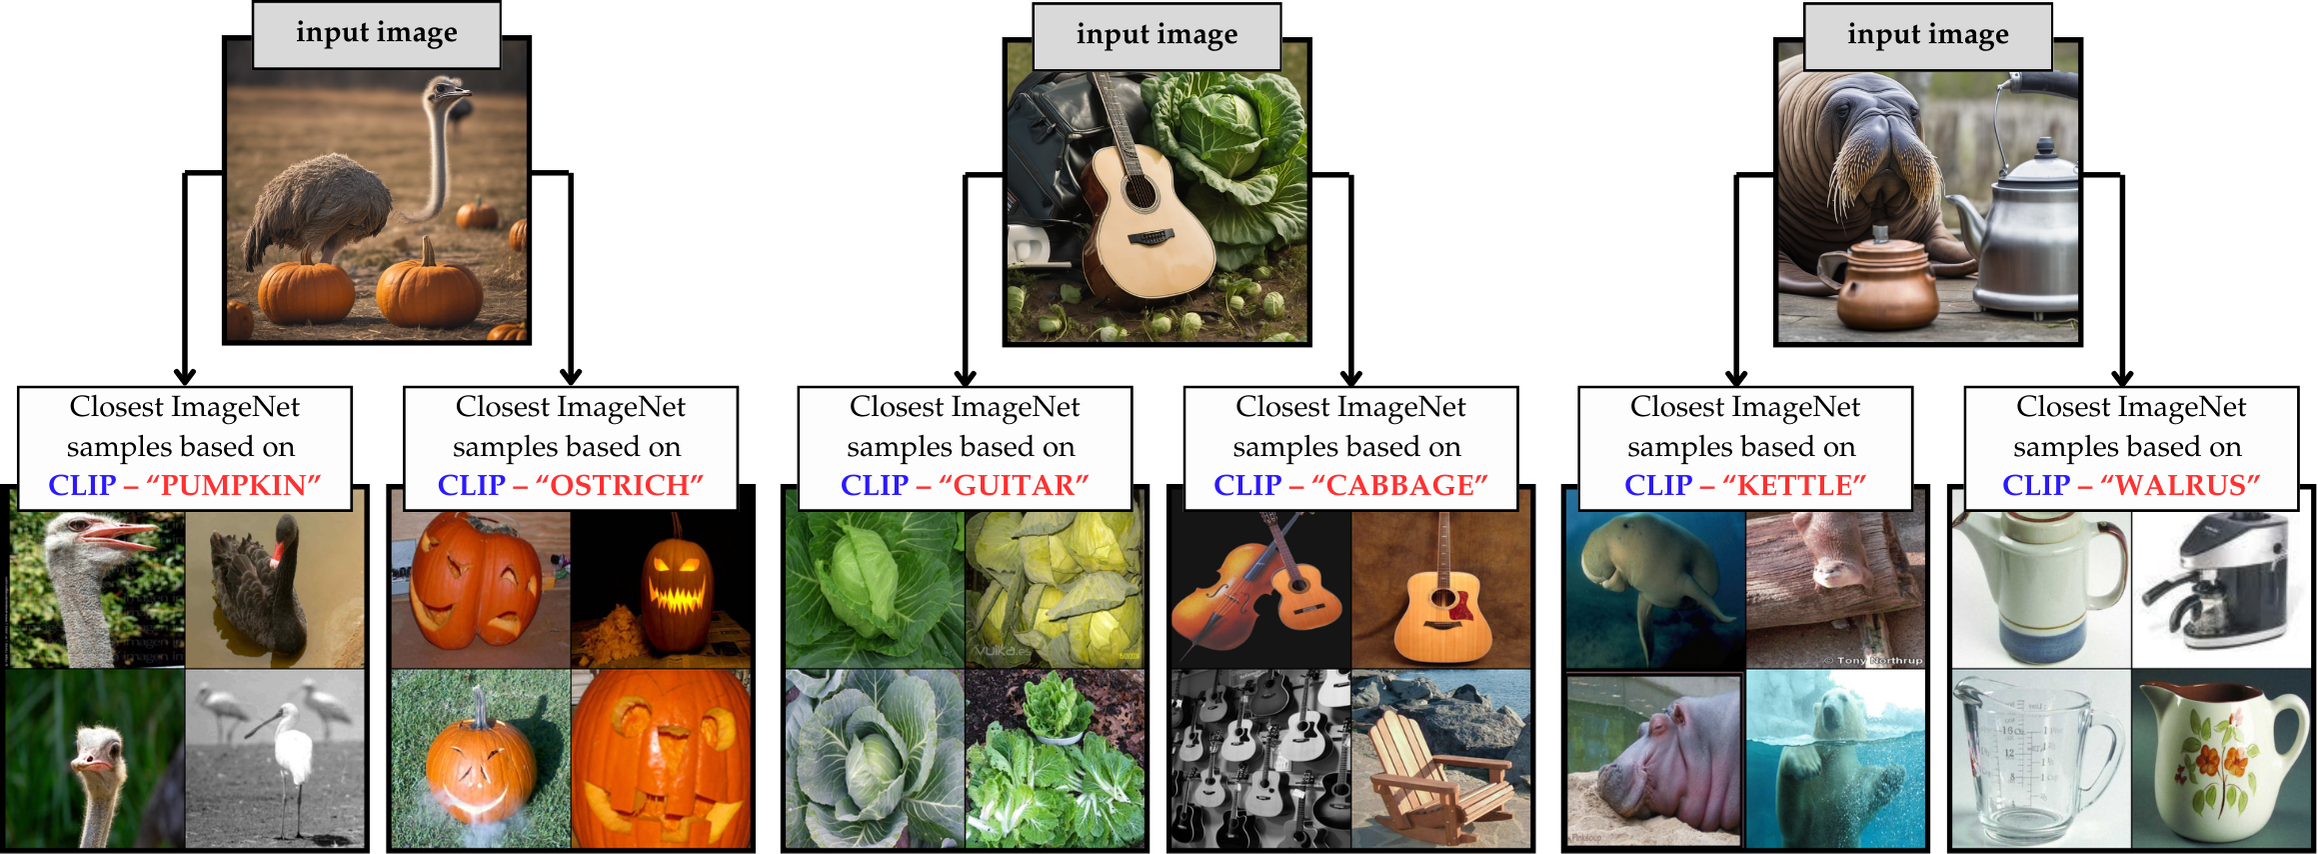 input image
input image
input image
Closest ImageNet
samples based on
CLIP – “PUMPKIN”
Closest ImageNet
samples based on
CLIP – “OSTRICH”
Closest ImageNet
samples based on
CLIP – “GUITAR”
Closest ImageNet
samples based on
CLIP – “CABBAGE”
Closest ImageNet
samples based on
CLIP – “KETTLE”
Closest ImageNet
samples based on
CLIP – “WALRUS”
vuika.es
© Tony Northrup